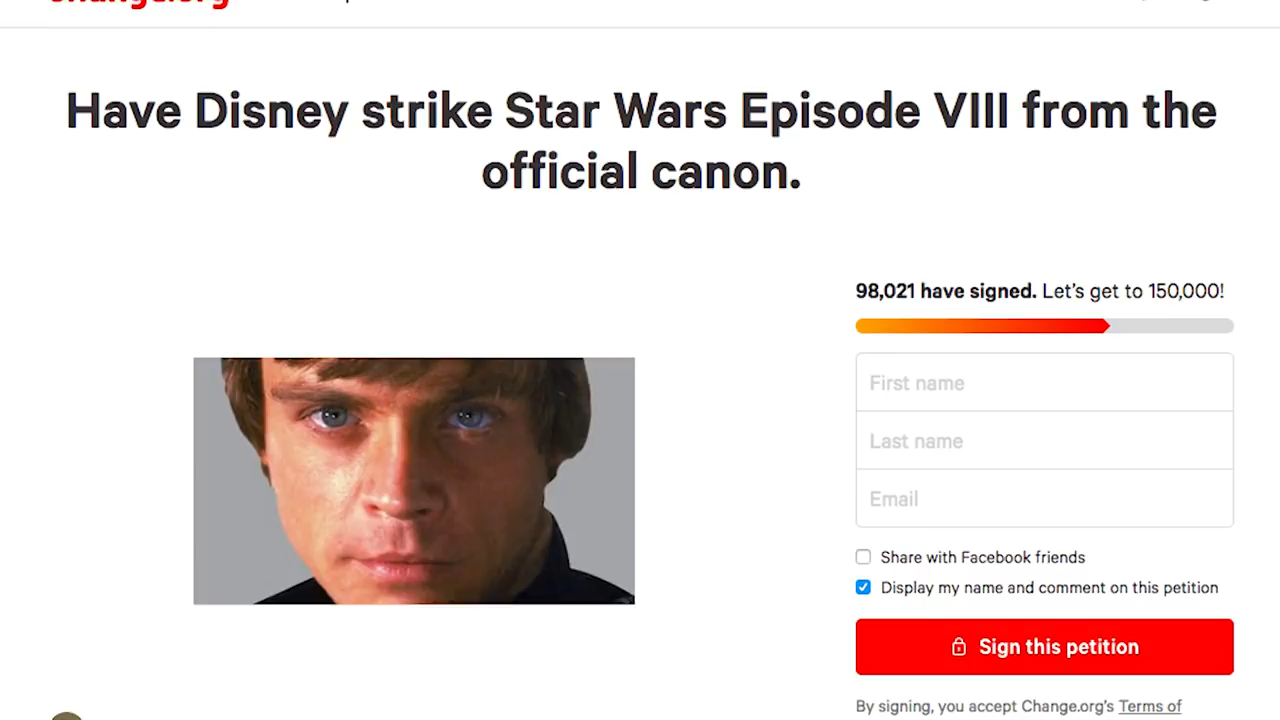 change.org
Have Disney strike Star Wars Episode VIII from the
official canon.
98,021 have signed. Let's get to 150,000!
First name
Last name
Email
Share with Facebook friends
Display my name and comment on this petition
Sign this petition
By signing, you accept Change.org's Terms of